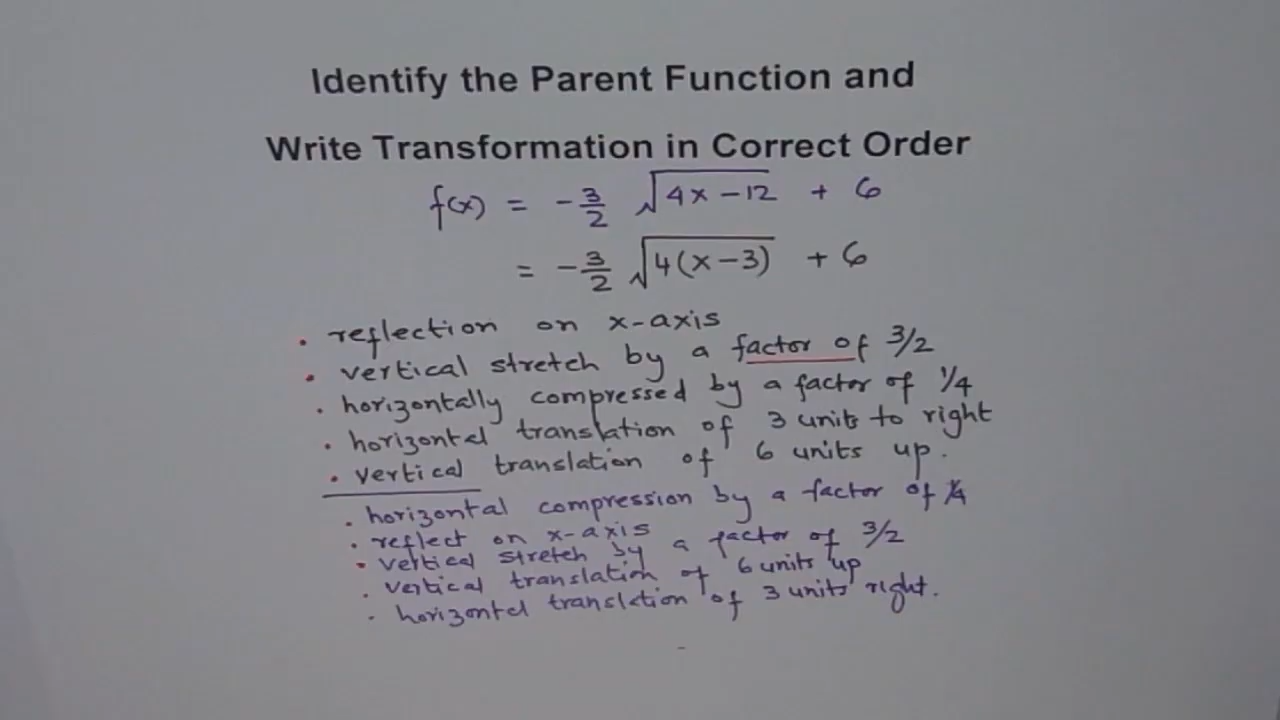 Identify the Parent Function and
Write Transformation in Correct Order
f(x) = -3/2 √(4x-12) + 6
= -3/2 √(4(x-3)) + 6
• reflection on x-axis
• vertical stretch by a factor of 3/2
• horizontally compressed by a factor of 1/4
• horizontal translation of 3 units to right
• vertical translation of 6 units up.
• horizontal compression by a factor of 1/4
• reflect on x-axis
• vertical stretch by a factor of 3/2
• vertical translation of 6 units up
• horizontal translation of 3 units right.